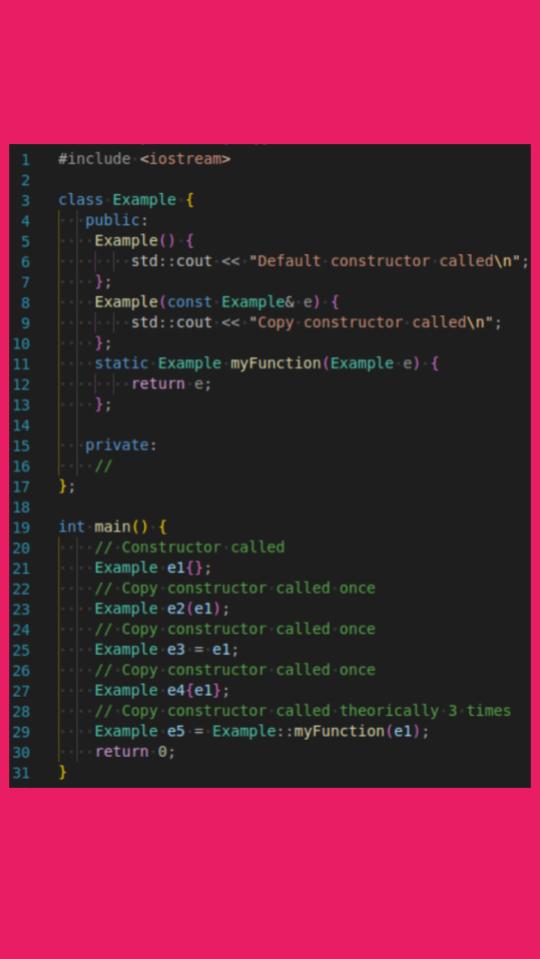 1 #include <iostream>
2
3 class Example {
4 public:
5 Example() {
6 std::cout << "Default constructor called\n";
7 };
8 Example(const Example& e) {
9 std::cout << "Copy constructor called\n";
10 };
11 static Example myFunction(Example e) {
12 return e;
13 };
14
15 private:
16 //
17 };
18
19 int main() {
20 // Constructor called
21 Example e1{};
22 // Copy constructor called once
23 Example e2(e1);
24 // Copy constructor called once
25 Example e3 = e1;
26 // Copy constructor called once
27 Example e4{e1};
28 // Copy constructor called theorically 3 times
29 Example e5 = Example::myFunction(e1);
30 return 0;
31 }